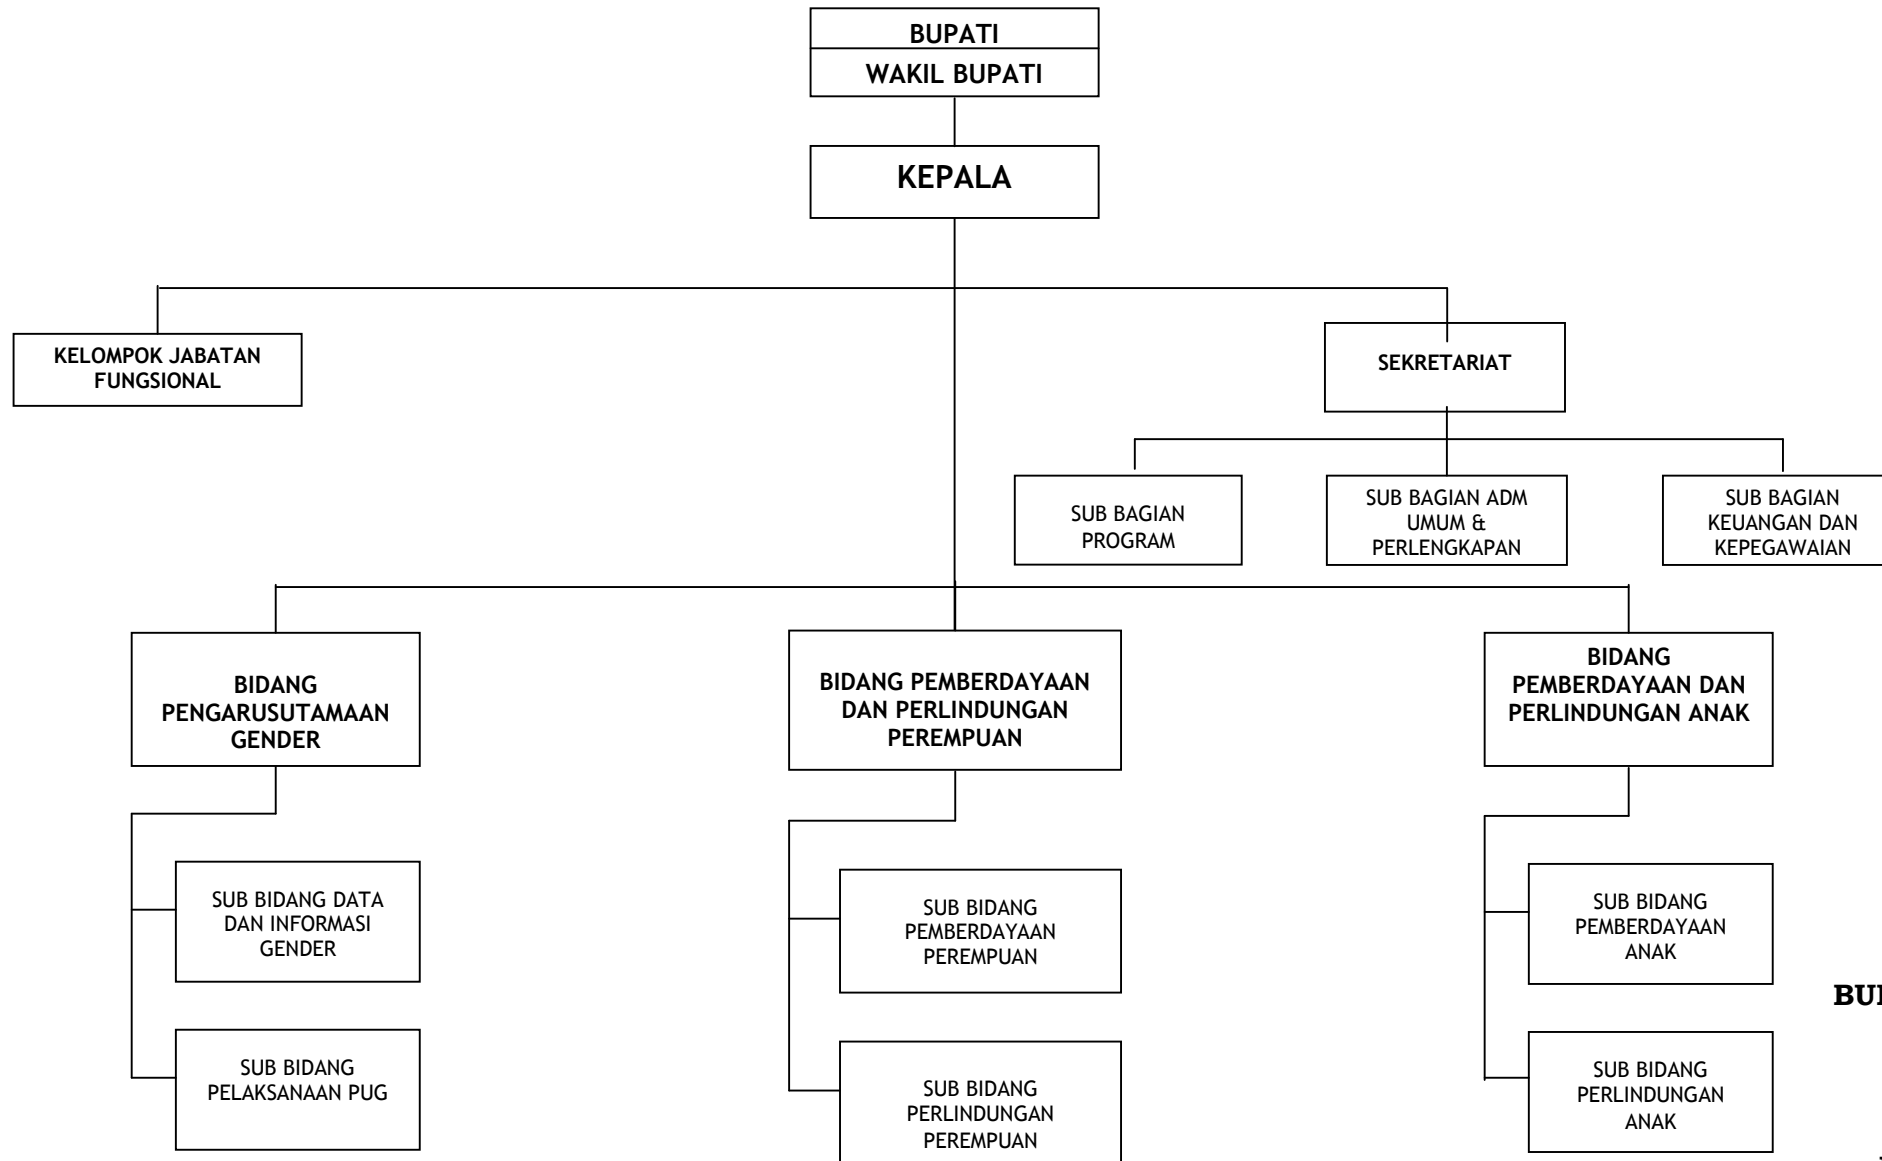 BUPATI
WAKIL BUPATI
KEPALA
KELOMPOK JABATAN
FUNGSIONAL
SEKRETARIAT
SUB BAGIAN
PROGRAM
SUB BAGIAN ADM
UMUM &
PERLENGKAPAN
SUB BAGIAN
KEUANGAN DAN
KEPEGAWAIAN
BIDANG
PENGARUSUTAMAAN
GENDER
BIDANG PEMBERDAYAAN
DAN PERLINDUNGAN
PEREMPUAN
BIDANG
PEMBERDAYAAN DAN
PERLINDUNGAN ANAK
SUB BIDANG DATA
DAN INFORMASI
GENDER
SUB BIDANG
PELAKSANAAN PUG
SUB BIDANG
PEMBERDAYAAN
PEREMPUAN
SUB BIDANG
PERLINDUNGAN
PEREMPUAN
SUB BIDANG
PEMBERDAYAAN
ANAK
SUB BIDANG
PERLINDUNGAN
ANAK